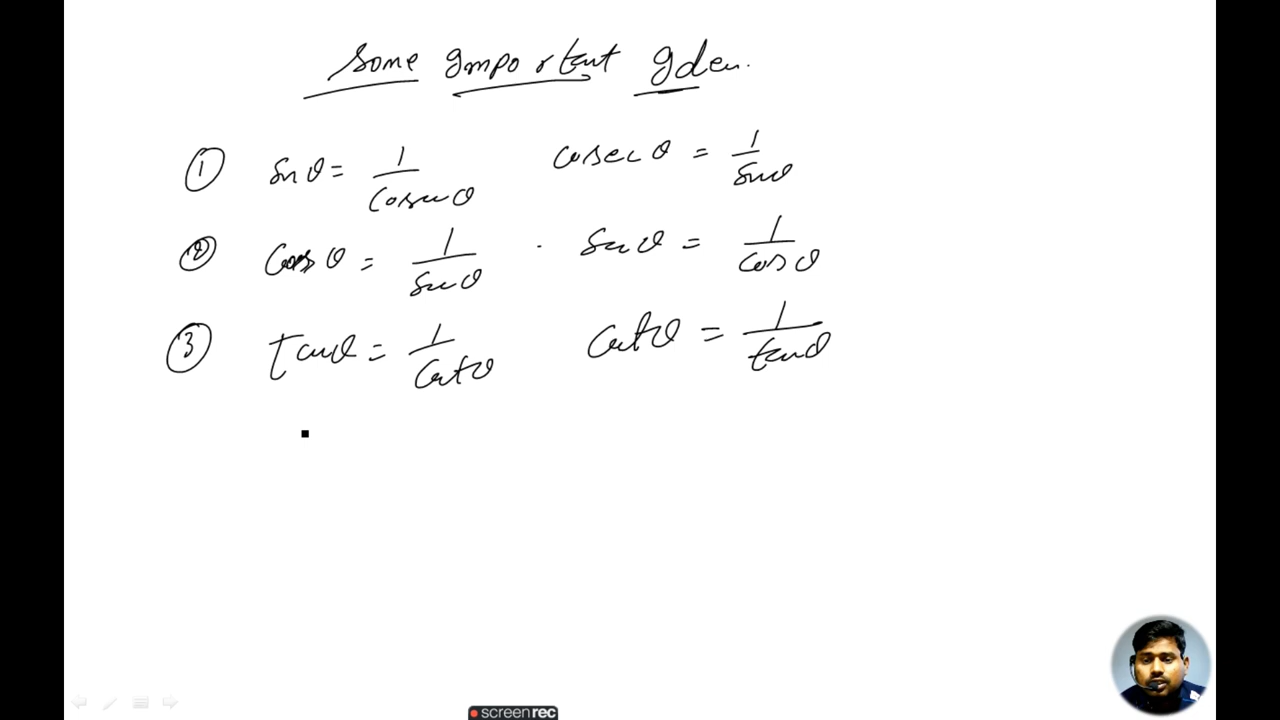 Some Important Iden.
① Sinθ = 1/Cosecθ    Cosecθ = 1/Sinθ
② Cosθ = 1/Secθ . Secθ = 1/Cosθ
③ Tanθ = 1/Cotθ    Cotθ = 1/tanθ
screenrec